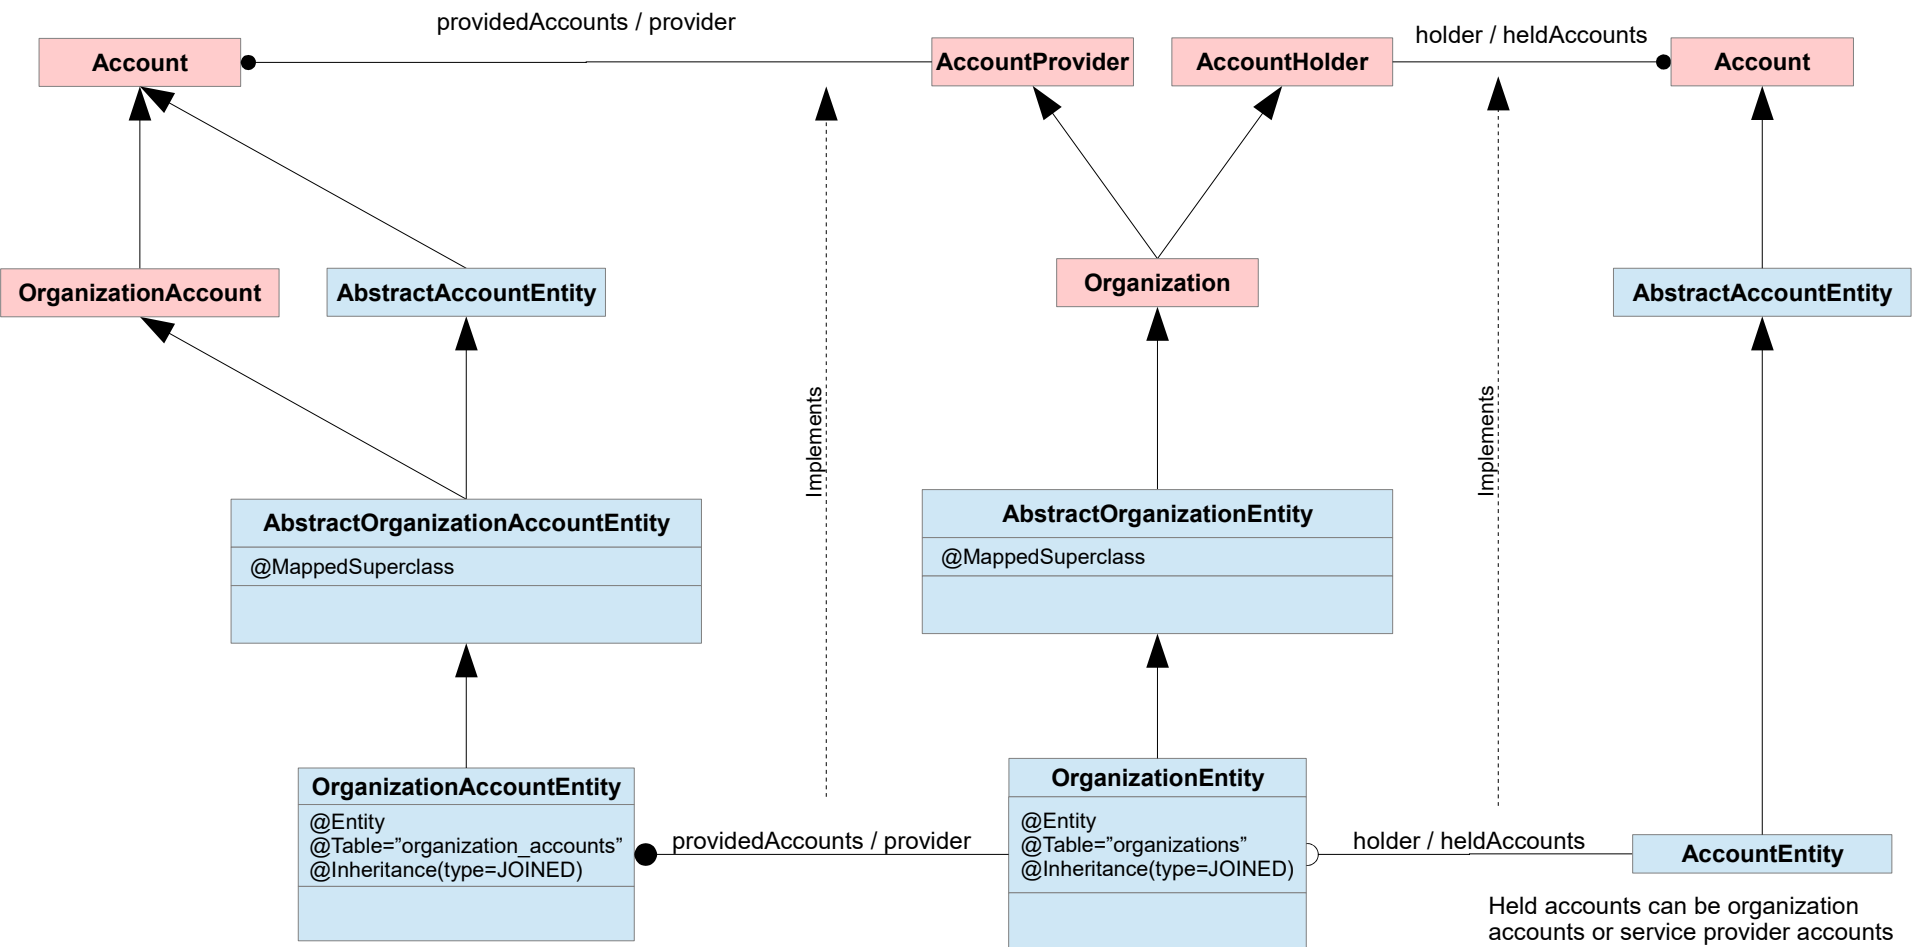 providedAccounts / provider
holder / heldAccounts
Account
AccountProvider
AccountHolder
Account
OrganizationAccount
AbstractAccountEntity
Organization
AbstractAccountEntity
Implements
Implements
AbstractOrganizationAccountEntity
@MappedSuperclass
AbstractOrganizationEntity
@MappedSuperclass
OrganizationAccountEntity
@Entity
@Table=”organization_accounts”
@Inheritance(type=JOINED)
providedAccounts / provider
OrganizationEntity
@Entity
@Table=”organizations”
@Inheritance(type=JOINED)
holder / heldAccounts
AccountEntity
Held accounts can be organization
accounts or service provider accounts